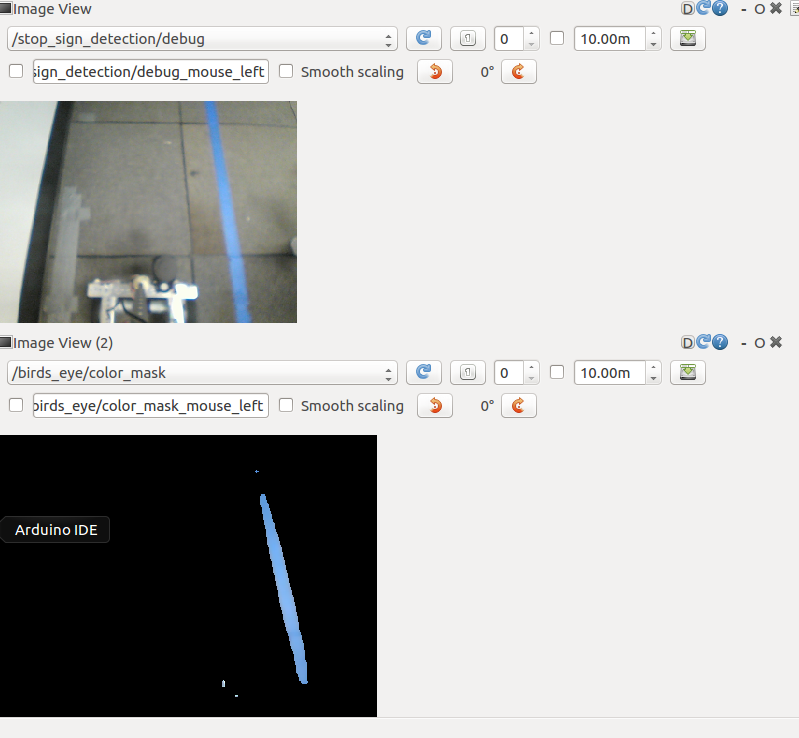 Image View
D
- O
/stop_sign_detection/debug
0
10.00m
sign_detection/debug_mouse_left
Smooth scaling
0°
Image View (2)
D
- O
/birds_eye/color_mask
0
10.00m
birds_eye/color_mask_mouse_left
Smooth scaling
0°
Arduino IDE